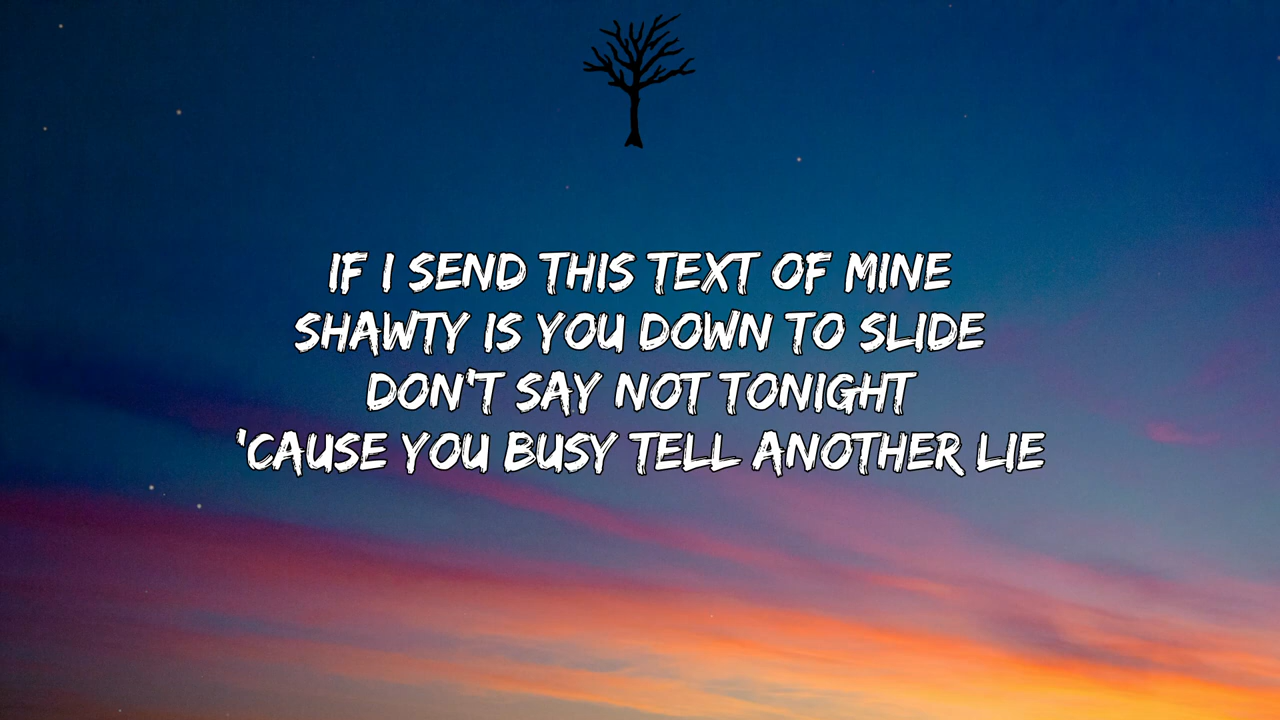 IF I SEND THIS TEXT OF MINE
SHAWTY IS YOU DOWN TO SLIDE
DON'T SAY NOT TONIGHT
'CAUSE YOU BUSY TELL ANOTHER LIE